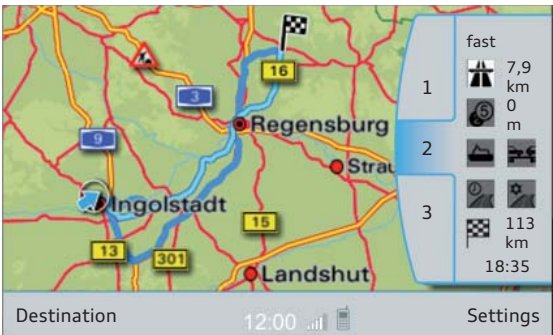 fast
16
1
7,9
km
3
5
0
m
Regensburg
9
2
Strau
Ingolstadt
3
15
113
km
13
301
18:35
Landshut
Destination
12:00
Settings